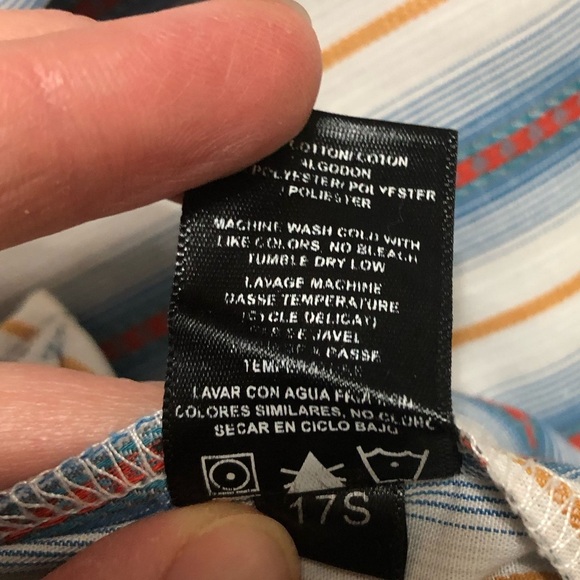 COTTON/COTON
ALGODON
POLYESTER/POLYESTER
POLIESTER
MACHINE WASH COLD WITH
LIKE COLORS, NO BLEACH
TUMBLE DRY LOW
LAVAGE MACHINE
BASSE TEMPERATURE
(CYCLE DELICAT)
JAVEL
A BASSE
LAVAR CON AGUA
COLORES SIMILARES, NO
SECAR EN CICLO BAJO
17S